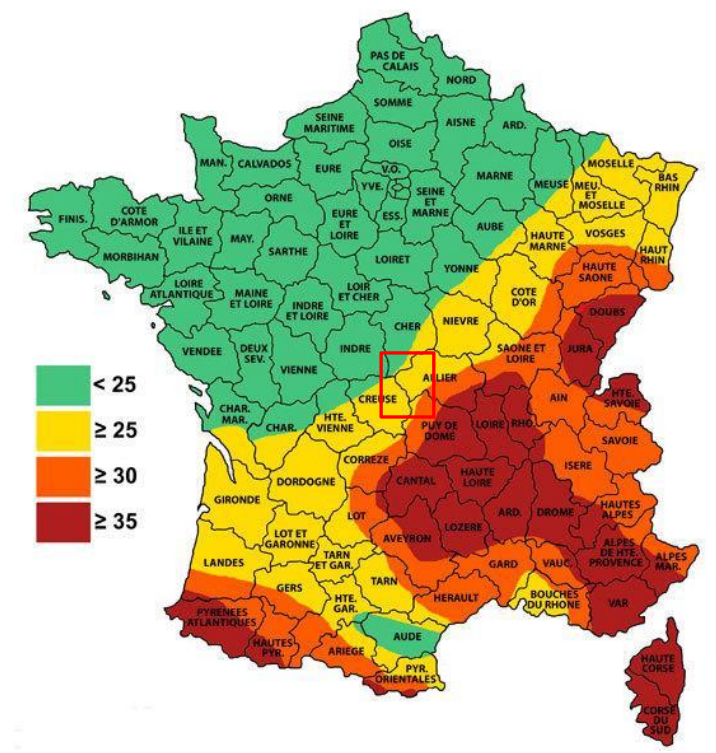 PAS DE
CALAIS
NORD
SOMME
SEINE
MARITIME
AISNE
ARD.
OISE
MAN.
CALVADOS
EURE
V.O.
MARNE
MOSELLE
BAS
RHIN
YVE.
SEINE
ET
MARNE
MEUSE
MEU.
ET
MOSELLE
ORNE
ESS.
FINIS.
COTE
D'ARMOR
ILE ET
VILAINE
MAY.
EURE
ET
LOIRE
AUBE
HAUTE
MARNE
VOSGES
MORBIHAN
SARTHE
LOIRET
YONNE
HAUT
RHIN
LOIRE
ATLANTIQUE
MAINE
ET LOIRE
INDRE
ET LOIRE
LOIR
ET CHER
COTE
D'OR
HAUTE
SAONE
DOUBS
CHER
NIEVRE
VENDEE
DEUX
SEV.
VIENNE
INDRE
SAONE ET
LOIRE
JURA
< 25
ALLIER
CREUSE
AIN
HTE.
SAVOIE
CHAR.
MAR.
CHAR.
HTE.
VIENNE
PUY DE
DOME
LOIRE
RHO.
≥ 25
SAVOIE
CORREZE
ISERE
≥ 30
DORDOGNE
CANTAL
HAUTE
LOIRE
GIRONDE
HAUTES
ALPES
≥ 35
LOT
ARD.
DROME
LOT ET
GARONNE
AVEYRON
LOZERE
ALPES
DE HTE.
PROVENCE
ALPES
MAR.
LANDES
TARN
ET GAR.
GARD
VAUC.
GERS
TARN
HTE.
GAR.
HERAULT
BOUCHES
DU RHONE
VAR
PYRENEES
ATLANTIQUES
HAUTES
PYR.
ARIEGE
AUDE
PYR.
ORIENTALES
HAUTE
CORSE
CORSE
DU
SUD